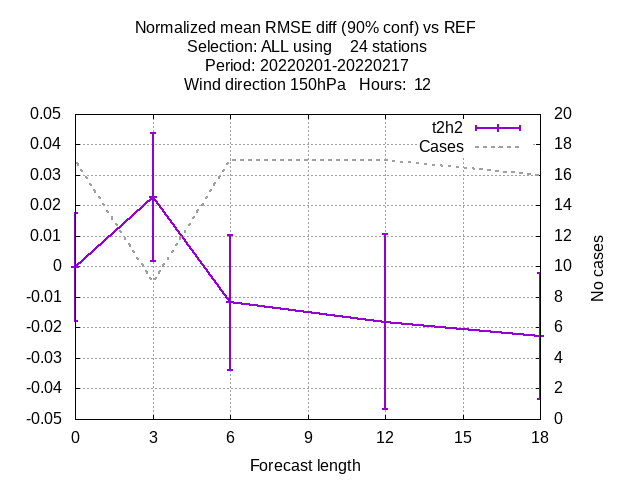 Normalized mean RMSE diff (90% conf) vs REF
Selection: ALL using    24 stations
Period: 20220201-20220217
Wind direction 150hPa   Hours:  12
t2h2
Cases
0.05
0.04
0.03
0.02
0.01
0
-0.01
-0.02
-0.03
-0.04
-0.05
20
18
16
14
12
10
8
6
4
2
0
No cases
0 3 6 9 12 15 18
Forecast length